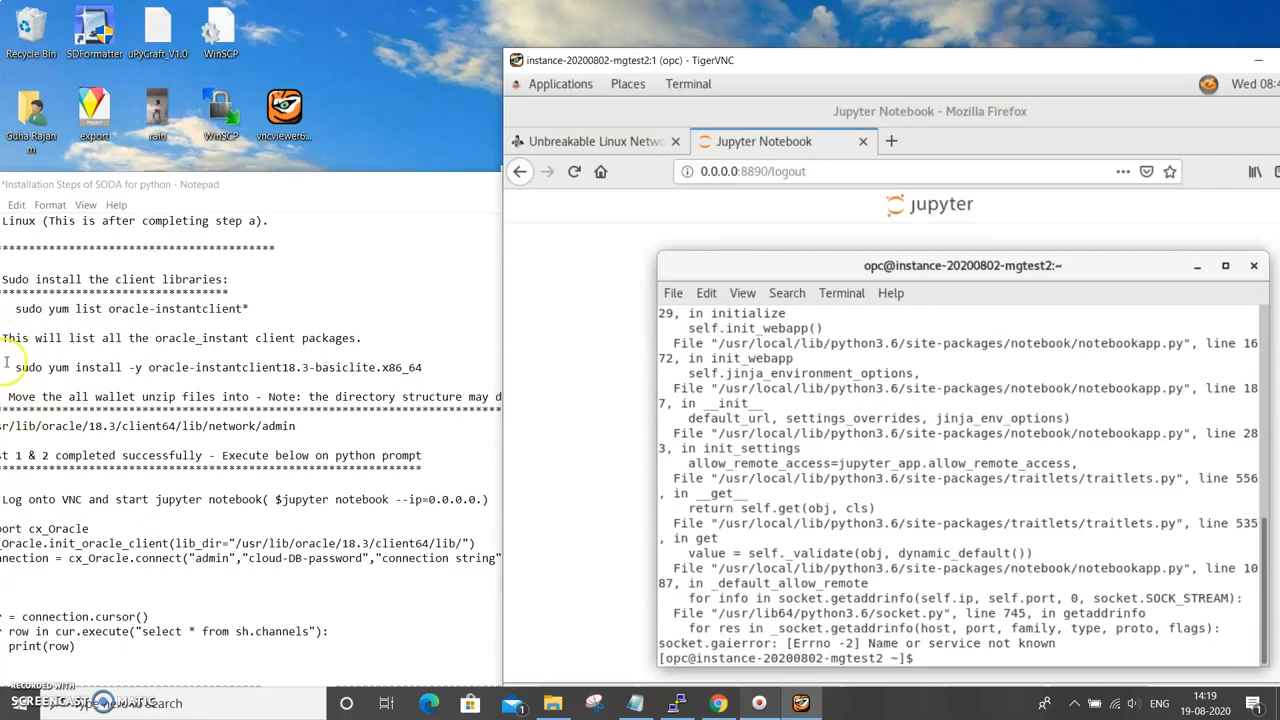 Recycle Bin
SDFormatter
uPyCraft_V1.0
WinSCP
Guha Rajan
m
export
rain
WinSCP
vncviewer6...
*Installation Steps of SODA for python - Notepad
Edit Format View Help
Linux (This is after completing step a).
******************************************
Sudo install the client libraries:
***********************************
sudo yum list oracle-instantclient*
This will list all the oracle_instant client packages.
sudo yum install -y oracle-instantclient18.3-basiclite.x86_64
Move the all wallet unzip files into - Note: the directory structure may d
****************************************************************************
sr/lib/oracle/18.3/client64/lib/network/admin
st 1 & 2 completed successfully - Execute below on python prompt
****************************************************************
Log onto VNC and start jupyter notebook( $jupyter notebook --ip=0.0.0.0.)
port cx_Oracle
_Oracle.init_oracle_client(lib_dir="/usr/lib/oracle/18.3/client64/lib/")
nnection = cx_Oracle.connect("admin","cloud-DB-password","connection string"
r = connection.cursor()
r row in cur.execute("select * from sh.channels"):
print(row)
instance-20200802-mgtest2:1 (opc) - TigerVNC
Applications Places Terminal
Wed 08:4
Jupyter Notebook - Mozilla Firefox
Unbreakable Linux Netwo
Jupyter Notebook
0.0.0.0:8890/logout
jupyter
opc@instance-20200802-mgtest2:~
File Edit View Search Terminal Help
29, in initialize
self.init_webapp()
File "/usr/local/lib/python3.6/site-packages/notebook/notebookapp.py", line 16
72, in init_webapp
self.jinja_environment_options,
File "/usr/local/lib/python3.6/site-packages/notebook/notebookapp.py", line 18
7, in __init__
default_url, settings_overrides, jinja_env_options)
File "/usr/local/lib/python3.6/site-packages/notebook/notebookapp.py", line 28
3, in init_settings
allow_remote_access=jupyter_app.allow_remote_access,
File "/usr/local/lib/python3.6/site-packages/traitlets/traitlets.py", line 556
, in __get__
return self.get(obj, cls)
File "/usr/local/lib/python3.6/site-packages/traitlets/traitlets.py", line 535
, in get
value = self._validate(obj, dynamic_default())
File "/usr/local/lib/python3.6/site-packages/notebook/notebookapp.py", line 10
87, in _default_allow_remote
for info in socket.getaddrinfo(self.ip, self.port, 0, socket.SOCK_STREAM):
File "/usr/lib64/python3.6/socket.py", line 745, in getaddrinfo
for res in _socket.getaddrinfo(host, port, family, type, proto, flags):
socket.gaierror: [Errno -2] Name or service not known
[opc@instance-20200802-mgtest2 ~]$
RECORDED WITH
SCREENCAST MATIC
here to search
1
ENG
14:19
19-08-2020
1